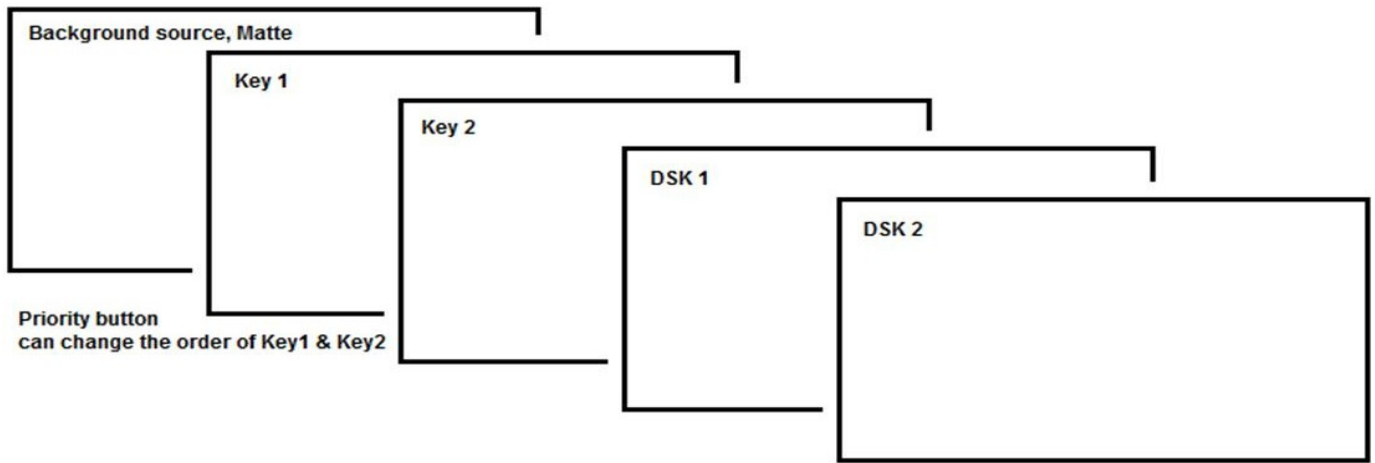 Background source, Matte
Key 1
Key 2
DSK 1
DSK 2
Priority button
can change the order of Key1 & Key2